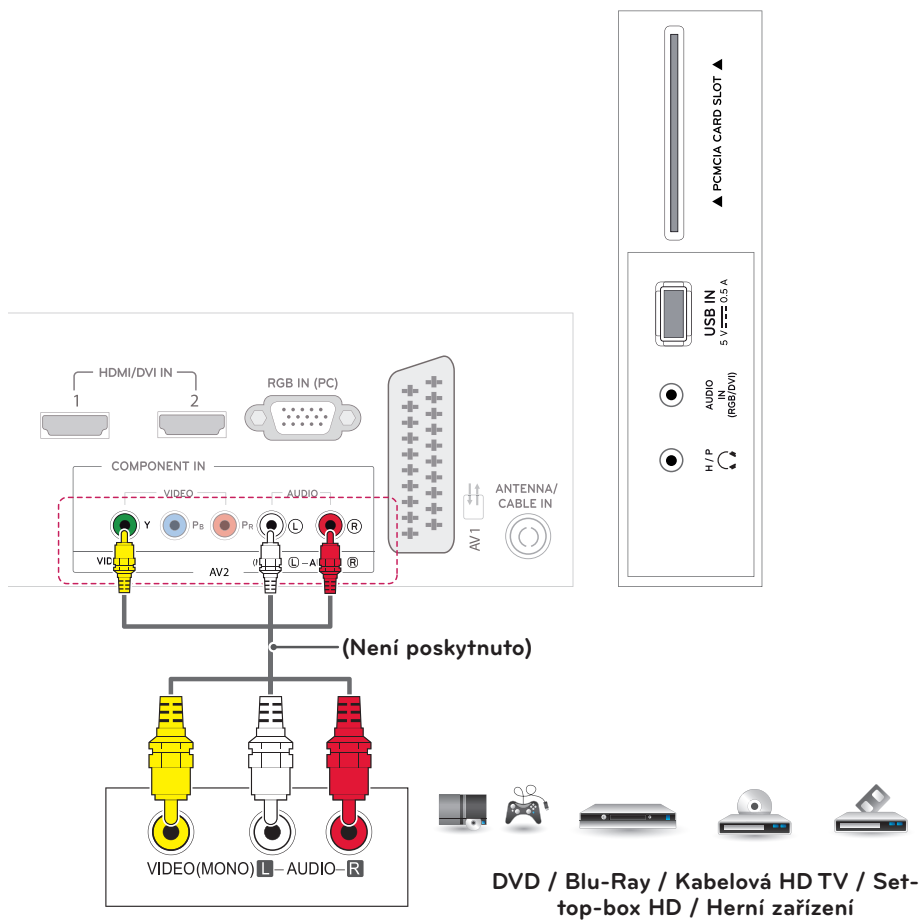 ▲ PCMCIA CARD SLOT ▲
USB IN
5 V 0.5 A
AUDIO
IN
(RGB/DVI)
H / P
HDMI/DVI IN
1 2
RGB IN (PC)
COMPONENT IN
VIDEO AUDIO
Y PB PR L R
L R
AV2
AV1
ANTENNA/
CABLE IN
(Není poskytnuto)
VIDEO (MONO) L – AUDIO – R
DVD / Blu-Ray / Kabelová HD TV / Set-
top-box HD / Herní zařízení